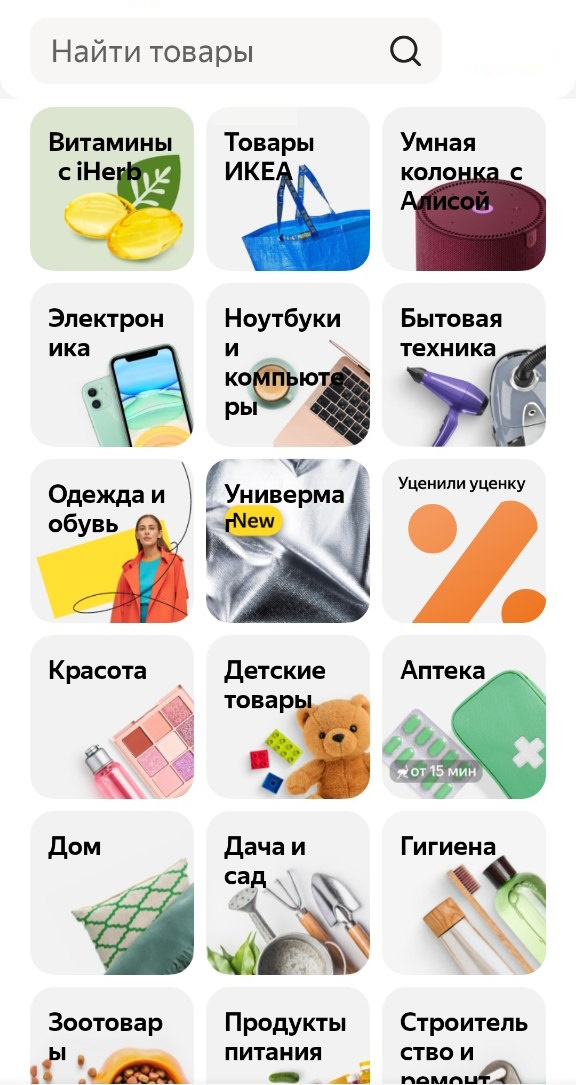 Найти товары
Витамины
с iHerb
Товары
ИКЕА
Умная
колонка с
Алисой
Электрон
ика
Ноутбуки
и
компьюте
ры
Бытовая
техника
Одежда и
обувь
Универма
г
New
Уценили уценку
Красота
Детские
товары
Аптека
от 15 мин
Дом
Дача и
сад
Гигиена
Зоотовар
ы
Продукты
питания
Строитель
ство и
ремонт